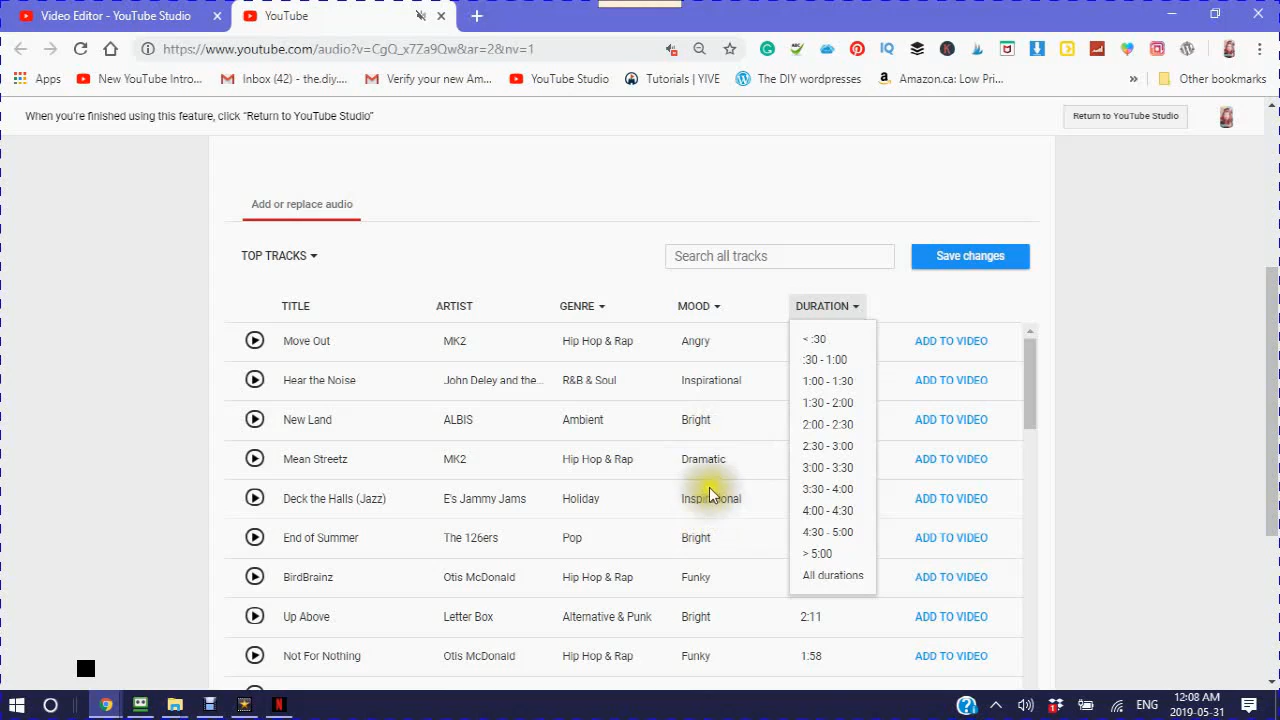 Video Editor - YouTube Studio
YouTube
https://www.youtube.com/audio?v=CgQ_x7Za9Qw&ar=2&nv=1
Apps
New YouTube Intro...
Inbox (42) - the.diy....
Verify your new Am...
YouTube Studio
Tutorials | YIVE
The DIY wordpresses
Amazon.ca: Low Pri...
»
Other bookmarks
When you're finished using this feature, click "Return to YouTube Studio"
Return to YouTube Studio
Add or replace audio
TOP TRACKS
Search all tracks
Save changes
TITLE ARTIST GENRE MOOD DURATION
Move Out MK2 Hip Hop & Rap Angry ADD TO VIDEO
Hear the Noise John Deley and the... R&B & Soul Inspirational ADD TO VIDEO
New Land ALBIS Ambient Bright ADD TO VIDEO
Mean Streetz MK2 Hip Hop & Rap Dramatic ADD TO VIDEO
Deck the Halls (Jazz) E's Jammy Jams Holiday Inspirational ADD TO VIDEO
End of Summer The 126ers Pop Bright ADD TO VIDEO
BirdBrainz Otis McDonald Hip Hop & Rap Funky ADD TO VIDEO
Up Above Letter Box Alternative & Punk Bright 2:11 ADD TO VIDEO
Not For Nothing Otis McDonald Hip Hop & Rap Funky 1:58 ADD TO VIDEO
< :30
:30 - 1:00
1:00 - 1:30
1:30 - 2:00
2:00 - 2:30
2:30 - 3:00
3:00 - 3:30
3:30 - 4:00
4:00 - 4:30
4:30 - 5:00
> 5:00
All durations
ENG
12:08 AM
2019-05-31